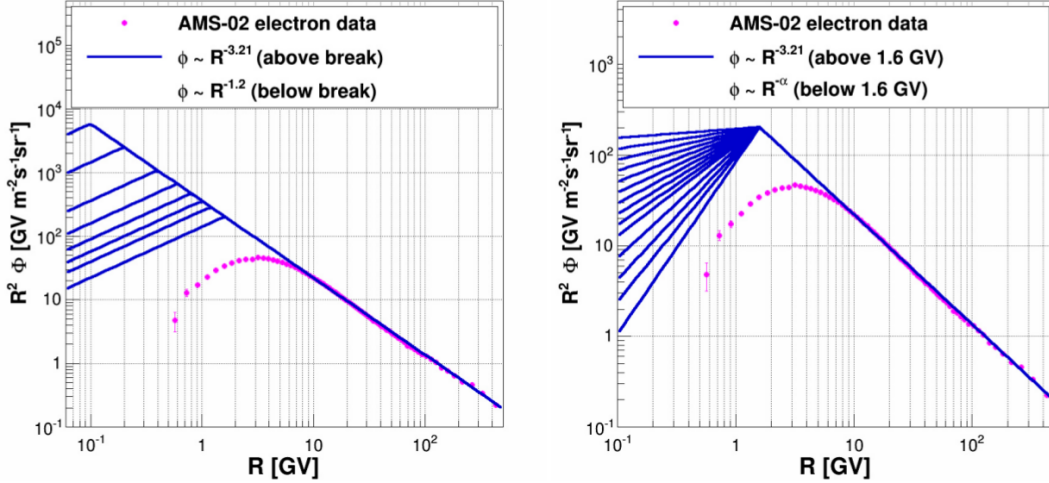 AMS-02 electron data
ϕ ~ R^-3.21 (above break)
ϕ ~ R^-1.2 (below break)
R² Φ [GV m⁻²s⁻¹sr⁻¹]
10⁵
10⁴
10³
10²
10
1
10⁻¹
10⁻¹ 1 10 10²
R [GV]
AMS-02 electron data
ϕ ~ R^-3.21 (above 1.6 GV)
ϕ ~ R^-α (below 1.6 GV)
R² Φ [GV m⁻²s⁻¹sr⁻¹]
10³
10²
10
1
10⁻¹
10⁻¹ 1 10 10²
R [GV]